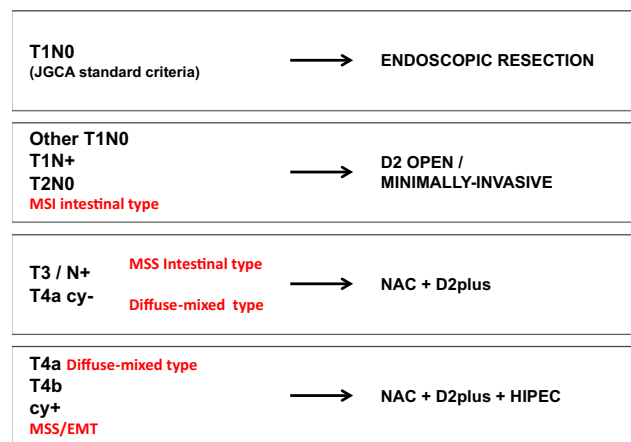 T1N0
(JGCA standard criteria)
ENDOSCOPIC RESECTION
Other T1N0
T1N+
T2N0
MSI intestinal type
D2 OPEN /
MINIMALLY-INVASIVE
T3 / N+ MSS Intestinal type
T4a cy- Diffuse-mixed type
NAC + D2plus
T4a Diffuse-mixed type
T4b
cy+
MSS/EMT
NAC + D2plus + HIPEC